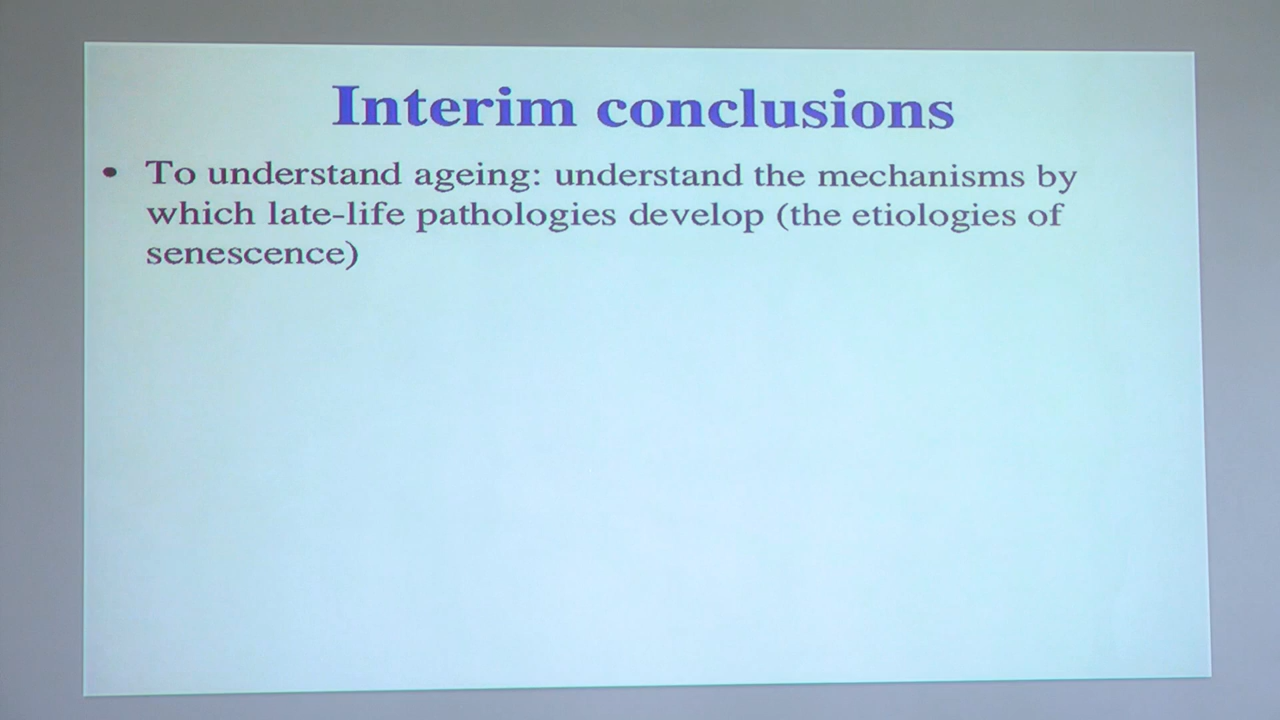 Interim conclusions
• To understand ageing: understand the mechanisms by
which late-life pathologies develop (the etiologies of
senescence)